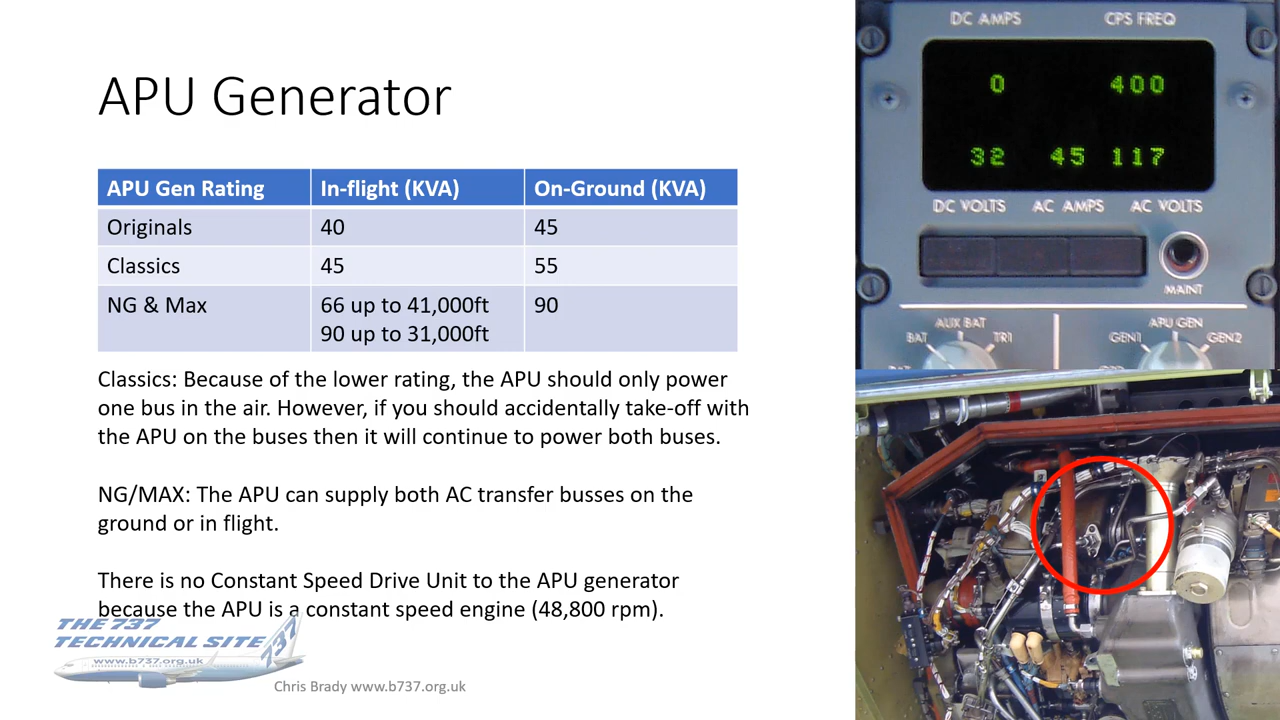 APU Generator
APU Gen Rating In-flight (KVA) On-Ground (KVA)
Originals 40 45
Classics 45 55
NG & Max 66 up to 41,000ft 90
90 up to 31,000ft
Classics: Because of the lower rating, the APU should only power
one bus in the air. However, if you should accidentally take-off with
the APU on the buses then it will continue to power both buses.
NG/MAX: The APU can supply both AC transfer busses on the
ground or in flight.
There is no Constant Speed Drive Unit to the APU generator
because the APU is a constant speed engine (48,800 rpm).
THE 737
TECHNICAL SITE
www.b737.org.uk
737
Chris Brady www.b737.org.uk
DC AMPS CPS FREQ
0 400
32 45 117
DC VOLTS AC AMPS AC VOLTS
MAINT
AUX BAT APU GEN
BAT TR1 GEN1 GEN2